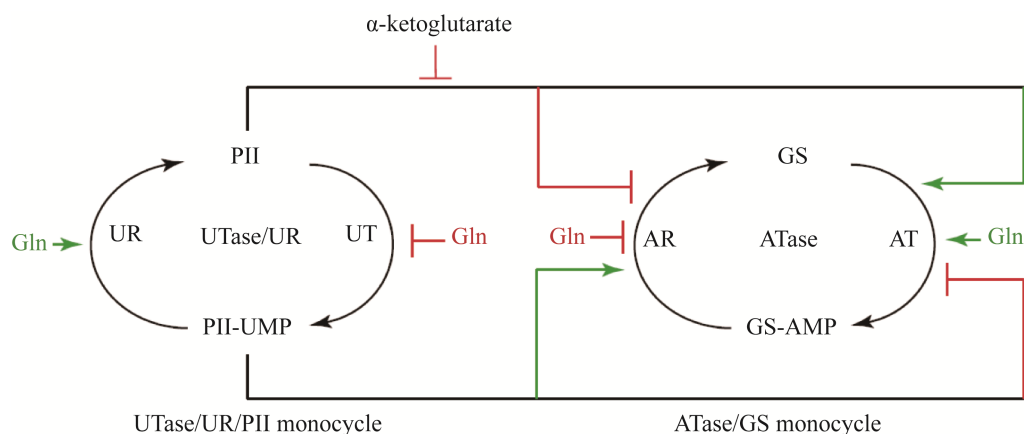 α-ketoglutarate
PII
GS
Gln
UR
UTase/UR
UT
Gln
Gln
AR
ATase
AT
Gln
PII-UMP
GS-AMP
UTase/UR/PII monocycle
ATase/GS monocycle